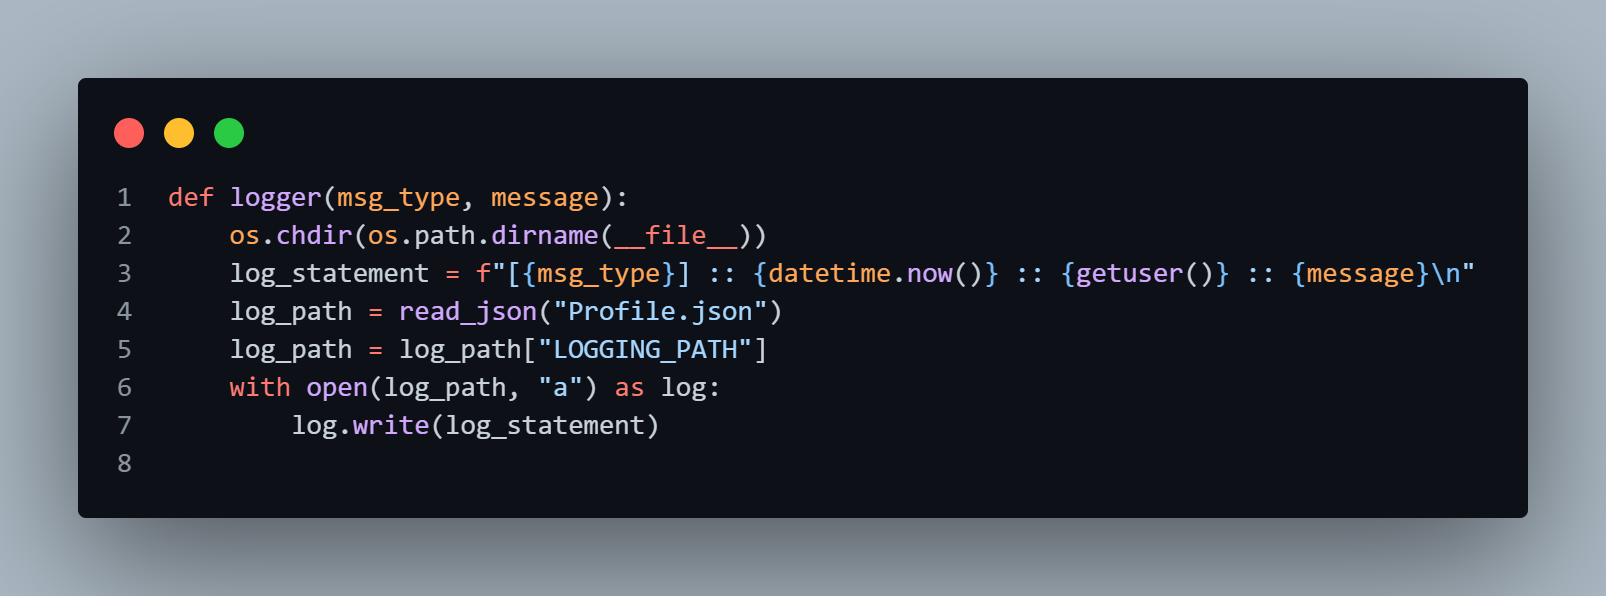 1 def logger(msg_type, message):
2     os.chdir(os.path.dirname(__file__))
3     log_statement = f"[{msg_type}] :: {datetime.now()} :: {getuser()} :: {message}\n"
4     log_path = read_json("Profile.json")
5     log_path = log_path["LOGGING_PATH"]
6     with open(log_path, "a") as log:
7         log.write(log_statement)
8